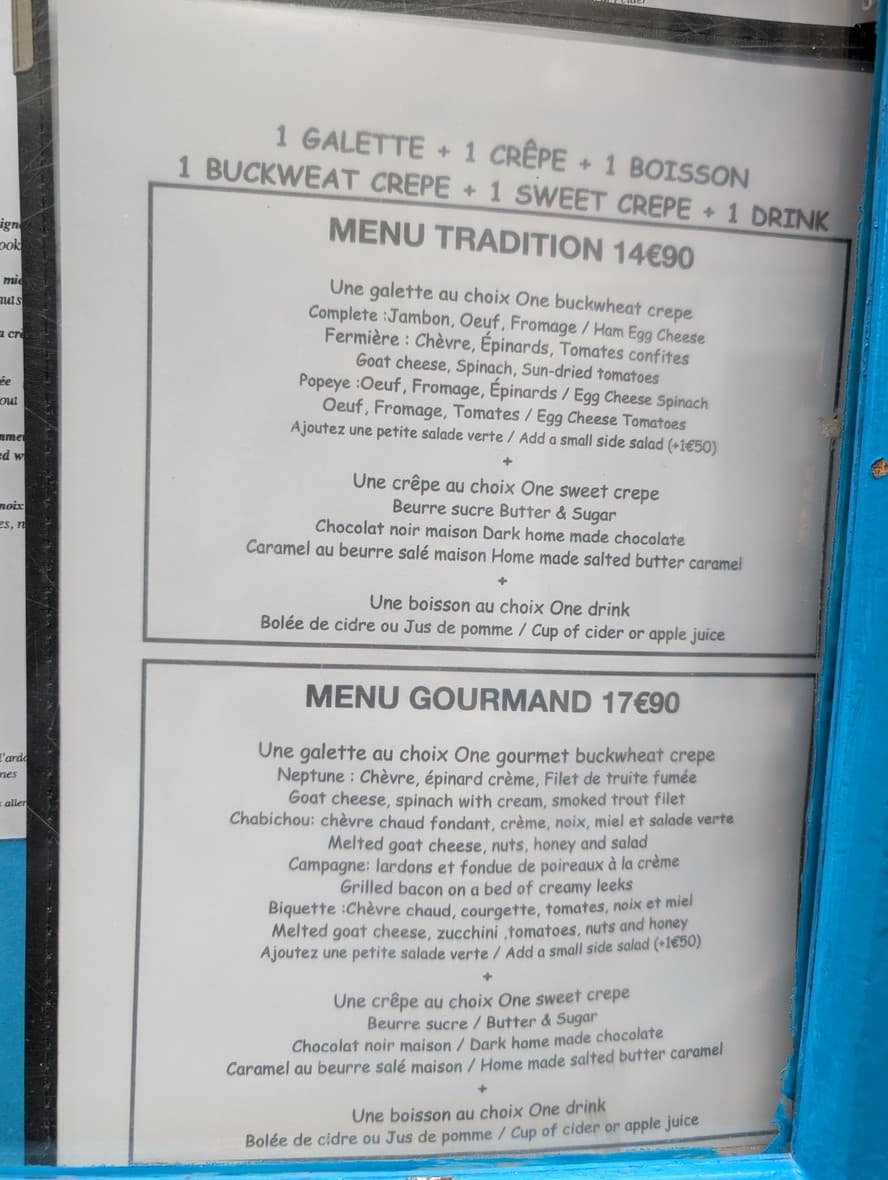 1 GALETTE + 1 CRÊPE + 1 BOISSON
1 BUCKWEAT CREPE + 1 SWEET CREPE + 1 DRINK
MENU TRADITION 14€90
Une galette au choix One buckwheat crepe
Complete :Jambon, Oeuf, Fromage / Ham Egg Cheese
Fermière : Chèvre, Épinards, Tomates confites
Goat cheese, Spinach, Sun-dried tomatoes
Popeye :Oeuf, Fromage, Épinards / Egg Cheese Spinach
Oeuf, Fromage, Tomates / Egg Cheese Tomatoes
Ajoutez une petite salade verte / Add a small side salad (+1€50)
+
Une crêpe au choix One sweet crepe
Beurre sucre Butter & Sugar
Chocolat noir maison Dark home made chocolate
Caramel au beurre salé maison Home made salted butter caramel
+
Une boisson au choix One drink
Bolée de cidre ou Jus de pomme / Cup of cider or apple juice
MENU GOURMAND 17€90
Une galette au choix One gourmet buckwheat crepe
Neptune : Chèvre, épinard crème, Filet de truite fumée
Goat cheese, spinach with cream, smoked trout filet
Chabichou: chèvre chaud fondant, crème, noix, miel et salade verte
Melted goat cheese, nuts, honey and salad
Campagne: lardons et fondue de poireaux à la crème
Grilled bacon on a bed of creamy leeks
Biquette :Chèvre chaud, courgette, tomates, noix et miel
Melted goat cheese, zucchini ,tomatoes, nuts and honey
Ajoutez une petite salade verte / Add a small side salad (+1€50)
+
Une crêpe au choix One sweet crepe
Beurre sucre / Butter & Sugar
Chocolat noir maison / Dark home made chocolate
Caramel au beurre salé maison / Home made salted butter caramel
+
Une boisson au choix One drink
Bolée de cidre ou Jus de pomme / Cup of cider or apple juice